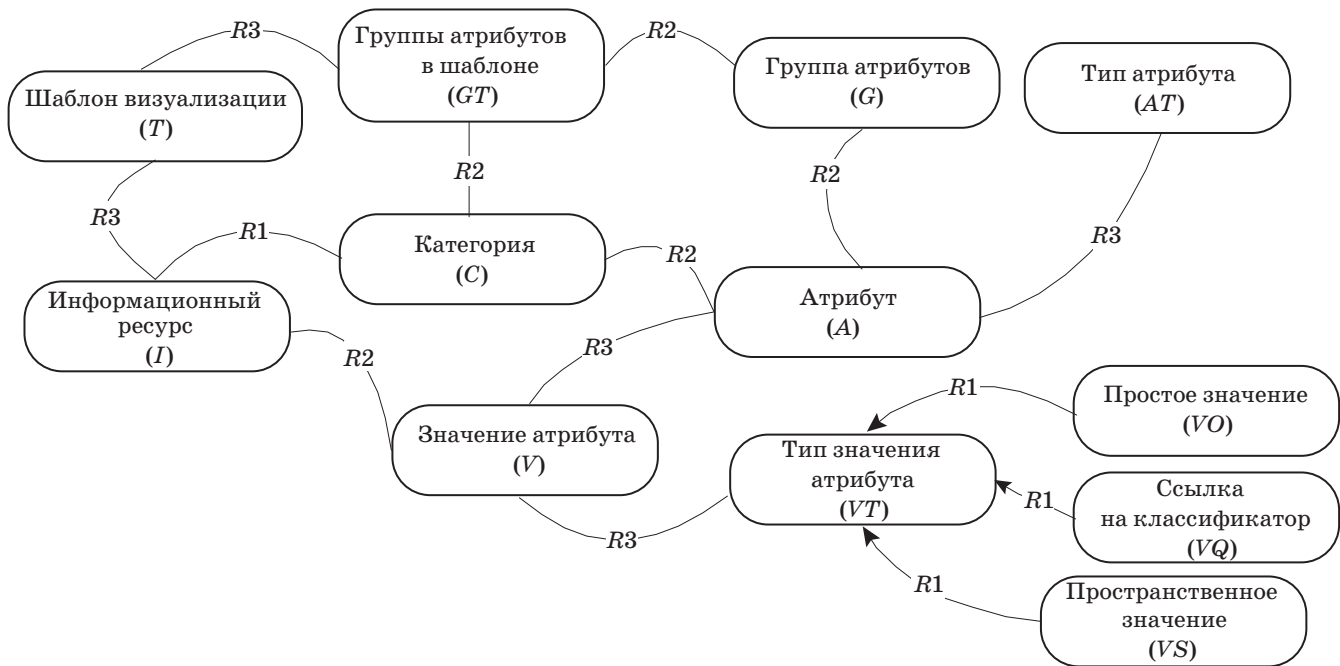 R3
Группы атрибутов
в шаблоне
(GT)
R2
Группа атрибутов
(G)
Тип атрибута
(AT)
Шаблон визуализации
(T)
R2
R2
R3
R1
Категория
(C)
R2
R3
Информационный
ресурс
(I)
Атрибут
(A)
R2
R3
Значение атрибута
(V)
R3
Тип значения
атрибута
(VT)
R1
Простое значение
(VO)
R1
Ссылка
на классификатор
(VQ)
R1
Пространственное
значение
(VS)